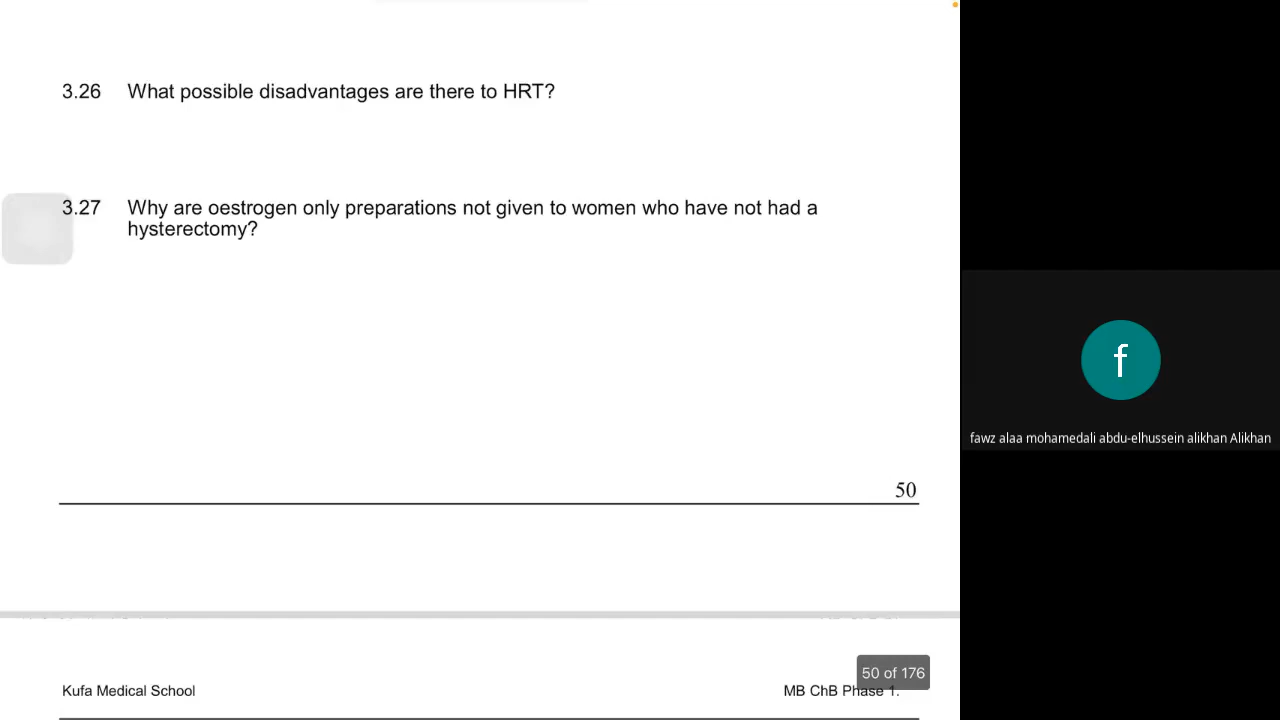 3.26 What possible disadvantages are there to HRT?
3.27 Why are oestrogen only preparations not given to women who have not had a
hysterectomy?
50
f
fawz alaa mohamedali abdu-elhussein alikhan Alikhan
50 of 176
Kufa Medical School
MB ChB Phase 1.